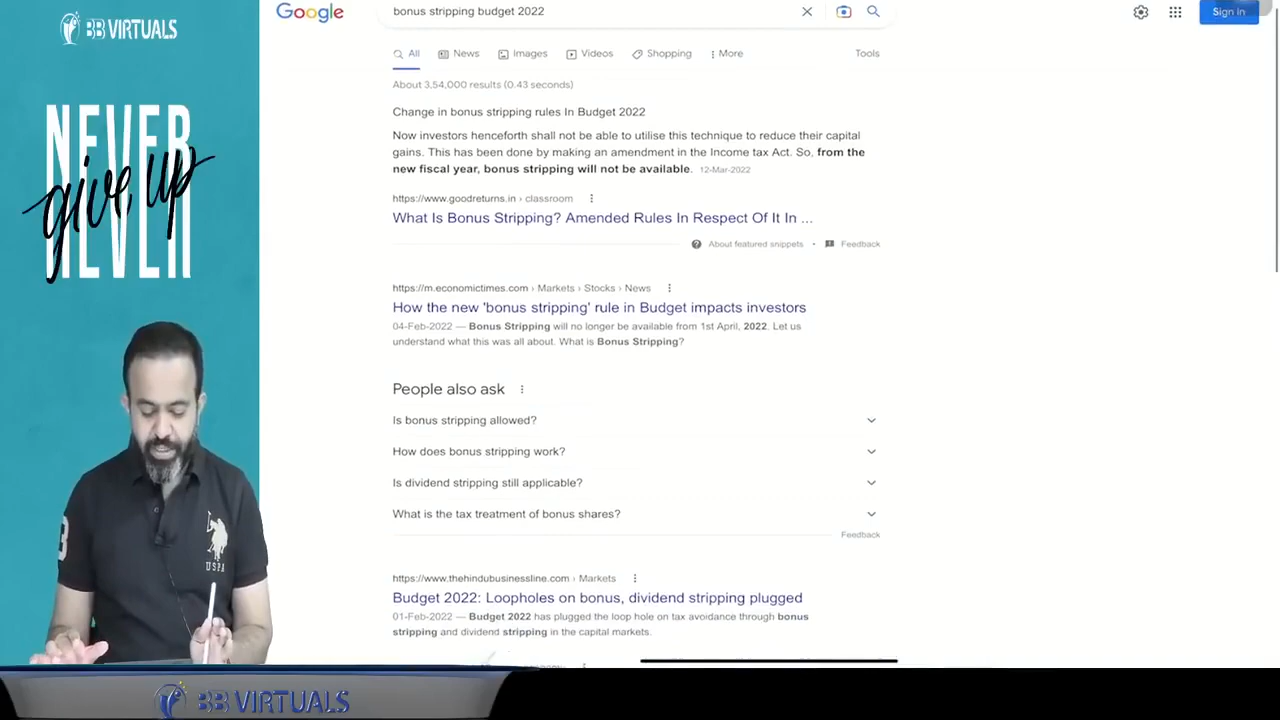 BB VIRTUALS
NEVER
give up
NEVER
3
U.S.
USPA
BB VIRTUALS
Google
bonus stripping budget 2022
Sign in
All
News
Images
Videos
Shopping
More
Tools
About 3,54,000 results (0.43 seconds)
Change in bonus stripping rules In Budget 2022
Now investors henceforth shall not be able to utilise this technique to reduce their capital
gains. This has been done by making an amendment in the Income tax Act. So, from the
new fiscal year, bonus stripping will not be available. 12-Mar-2022
https://www.goodreturns.in › classroom
What Is Bonus Stripping? Amended Rules In Respect Of It In ...
About featured snippets • Feedback
https://m.economictimes.com › Markets › Stocks › News
How the new 'bonus stripping' rule in Budget impacts investors
04-Feb-2022 — Bonus Stripping will no longer be available from 1st April, 2022. Let us
understand what this was all about. What is Bonus Stripping?
People also ask
Is bonus stripping allowed?
How does bonus stripping work?
Is dividend stripping still applicable?
What is the tax treatment of bonus shares?
Feedback
https://www.thehindubusinessline.com › Markets
Budget 2022: Loopholes on bonus, dividend stripping plugged
01-Feb-2022 — Budget 2022 has plugged the loop hole on tax avoidance through bonus
stripping and dividend stripping in the capital markets.